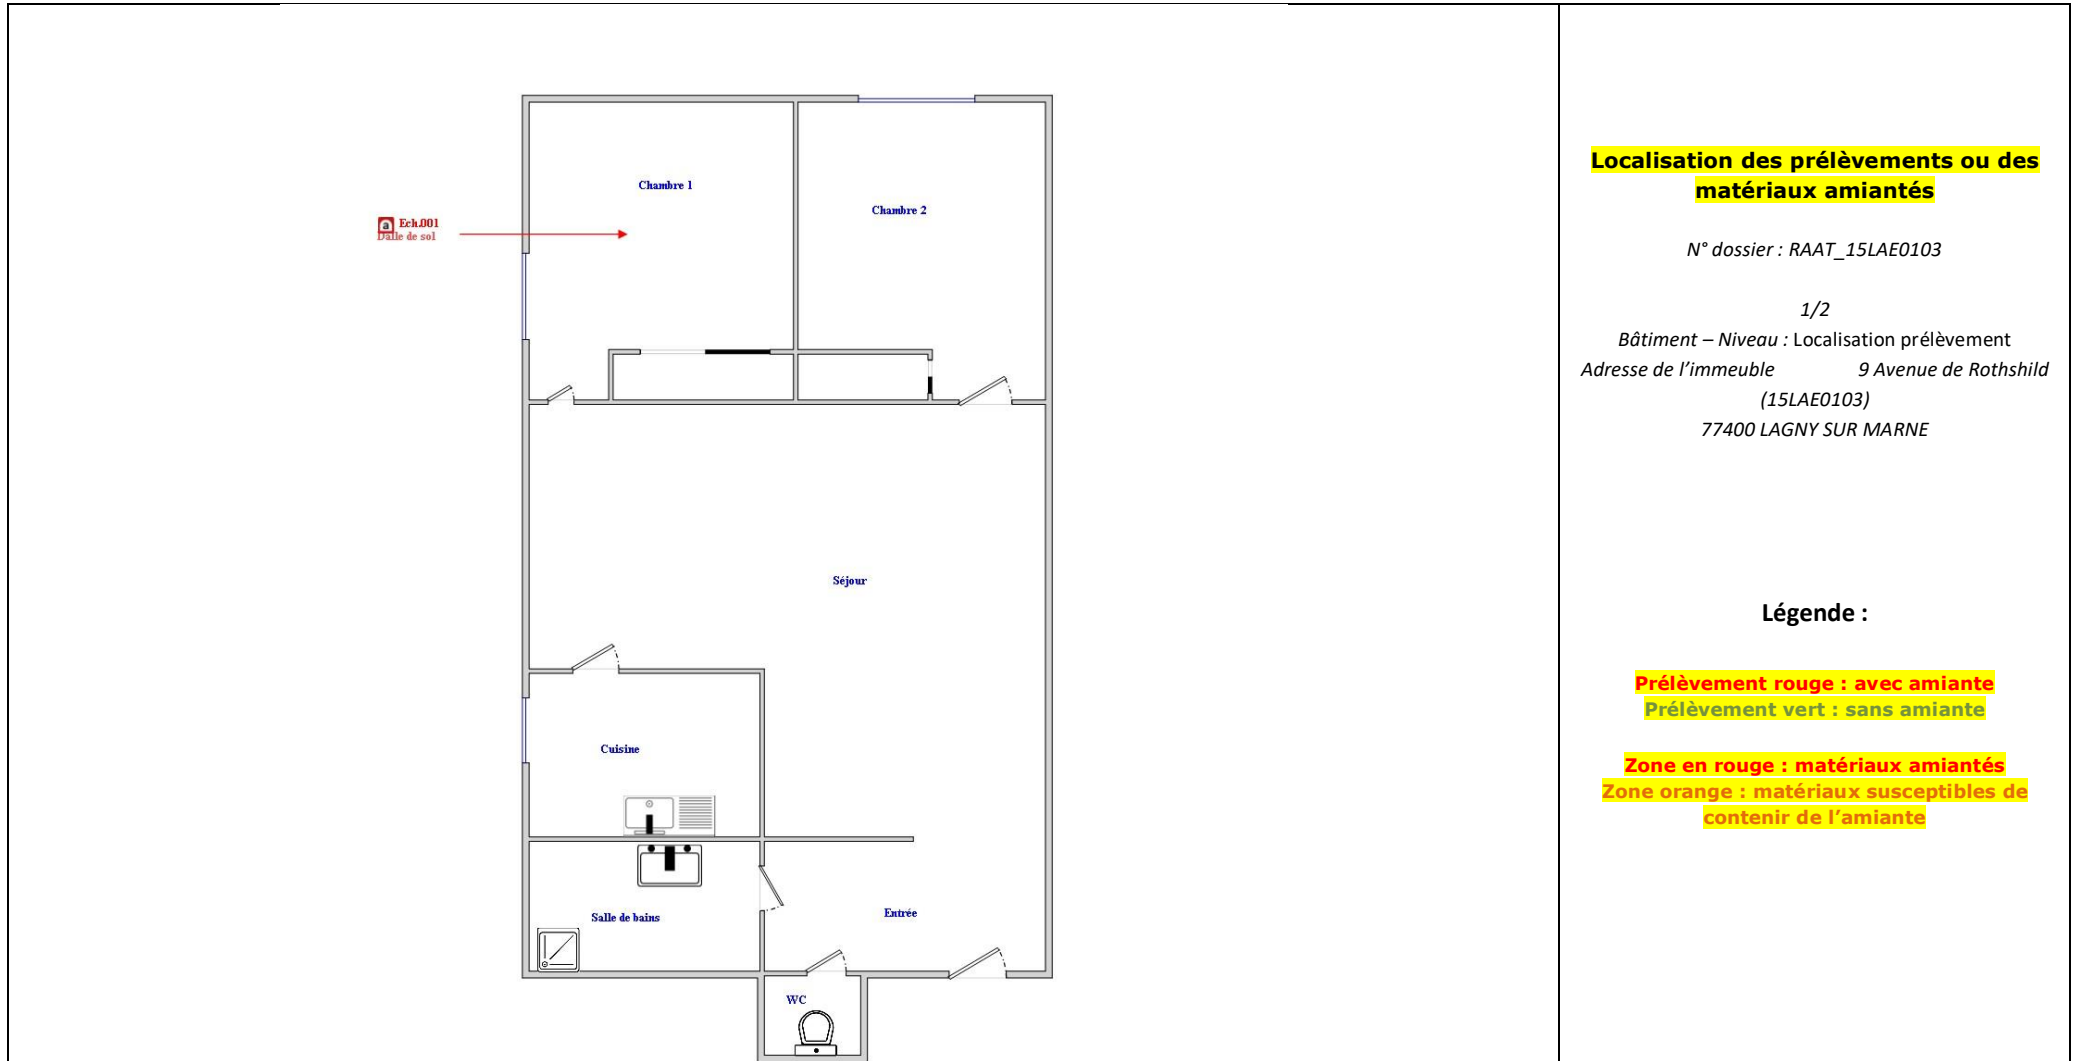 Chambre 1
Chambre 2
a Ech.001
Dalle de sol
Séjour
Cuisine
Salle de bains
Entrée
WC
Localisation des prélèvements ou des
matériaux amiantés
N° dossier : RAAT_15LAE0103
1/2
Bâtiment – Niveau : Localisation prélèvement
Adresse de l’immeuble 9 Avenue de Rothshild
(15LAE0103)
77400 LAGNY SUR MARNE
Légende :
Prélèvement rouge : avec amiante
Prélèvement vert : sans amiante
Zone en rouge : matériaux amiantés
Zone orange : matériaux susceptibles de
contenir de l’amiante